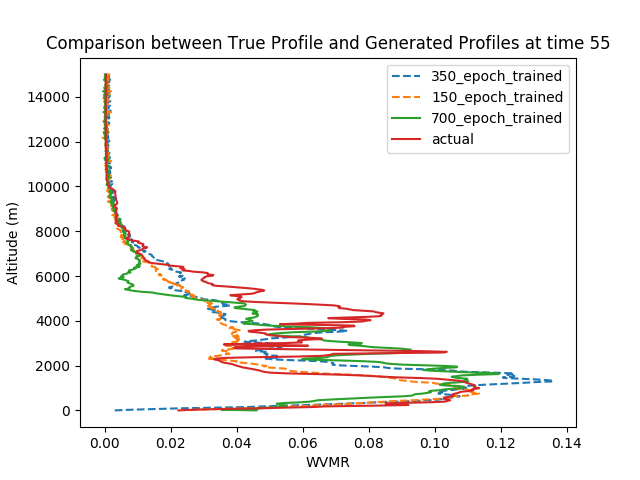 Comparison between True Profile and Generated Profiles at time 55
350_epoch_trained
150_epoch_trained
700_epoch_trained
actual
Altitude (m)
14000
12000
10000
8000
6000
4000
2000
0
0.00 0.02 0.04 0.06 0.08 0.10 0.12 0.14
WVMR